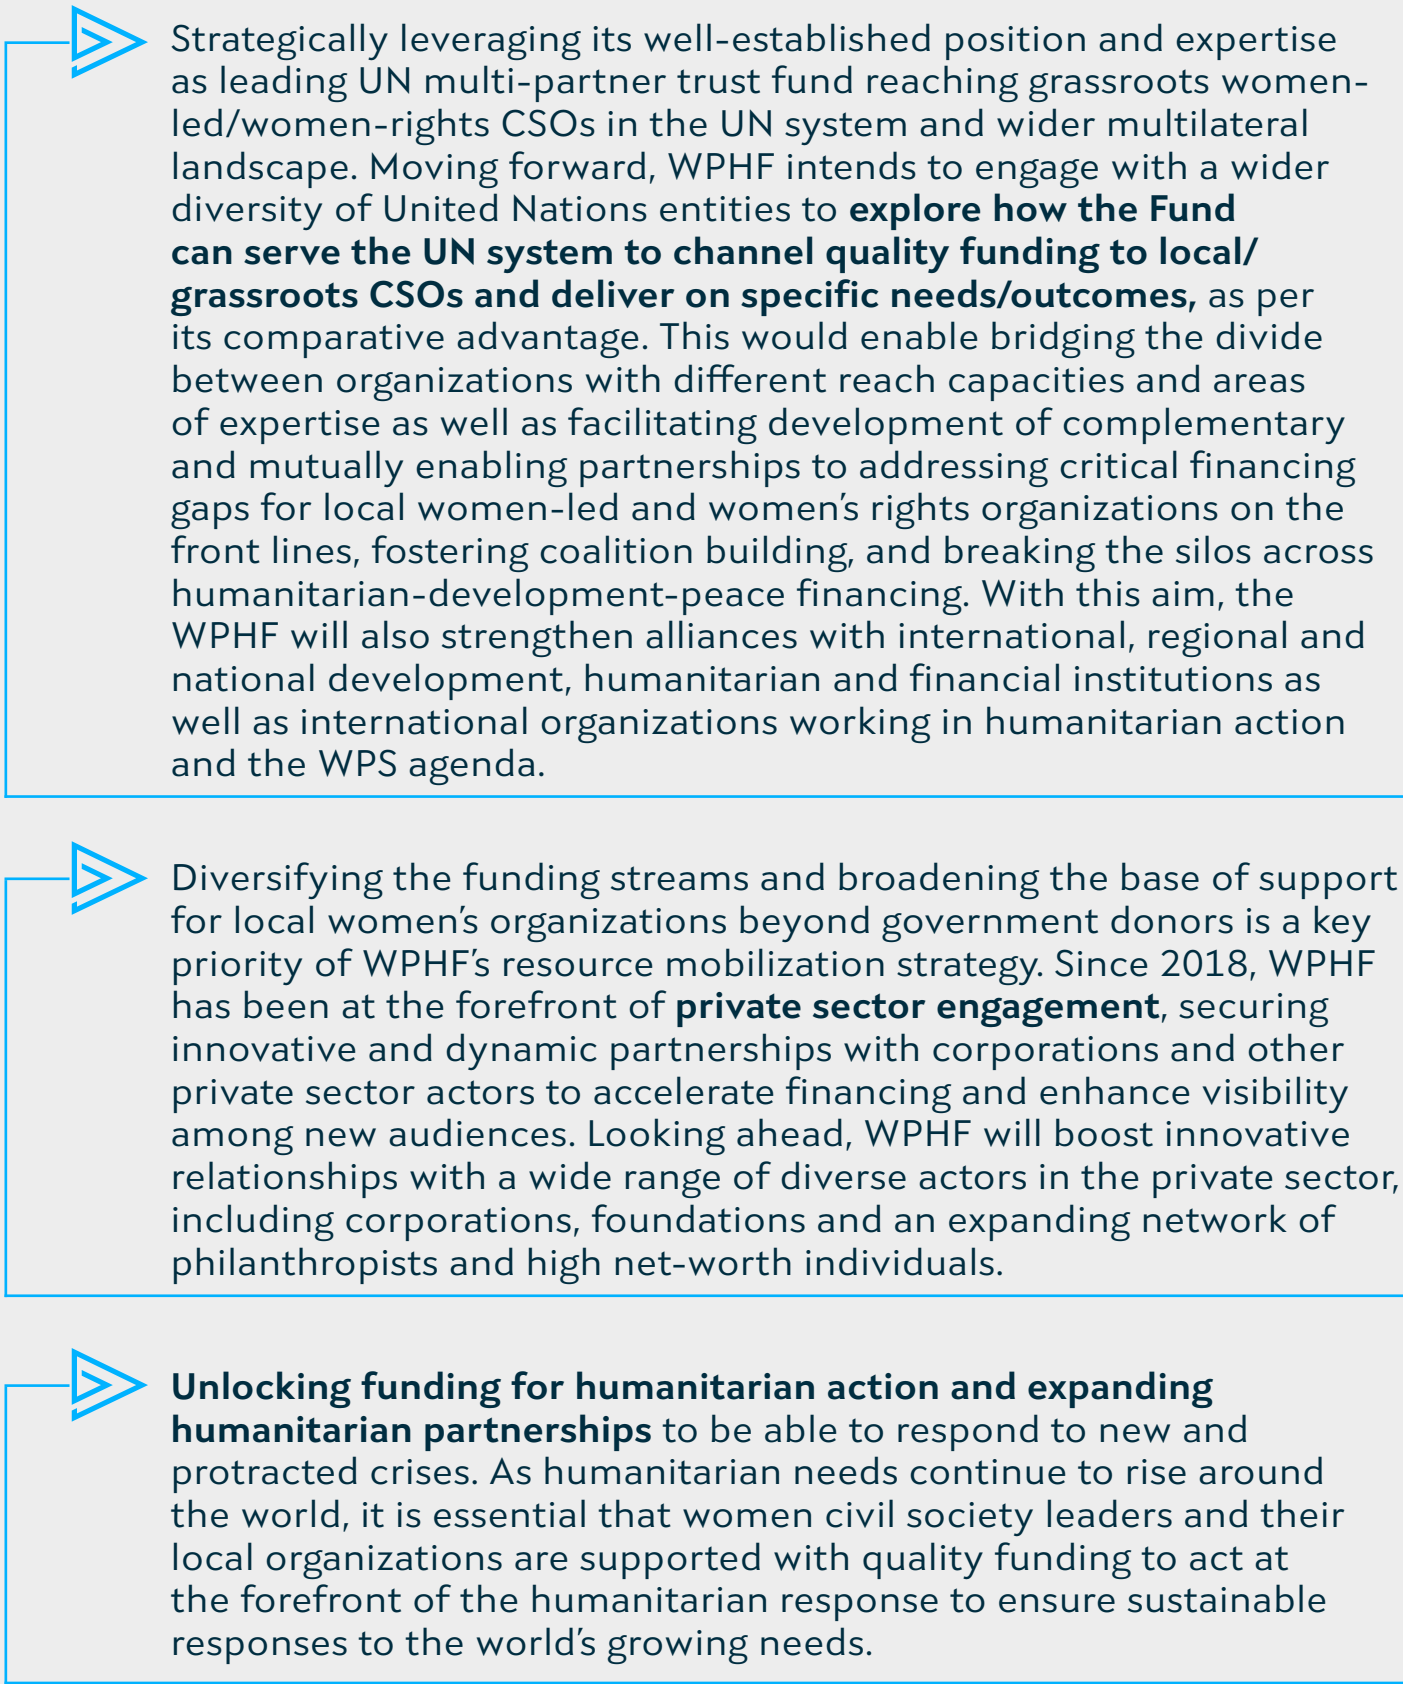 Strategically leveraging its well-established position and expertise
as leading UN multi-partner trust fund reaching grassroots women-
led/women-rights CSOs in the UN system and wider multilateral
landscape. Moving forward, WPHF intends to engage with a wider
diversity of United Nations entities to explore how the Fund
can serve the UN system to channel quality funding to local/
grassroots CSOs and deliver on specific needs/outcomes, as per
its comparative advantage. This would enable bridging the divide
between organizations with different reach capacities and areas
of expertise as well as facilitating development of complementary
and mutually enabling partnerships to addressing critical financing
gaps for local women-led and women’s rights organizations on the
front lines, fostering coalition building, and breaking the silos across
humanitarian-development-peace financing. With this aim, the
WPHF will also strengthen alliances with international, regional and
national development, humanitarian and financial institutions as
well as international organizations working in humanitarian action
and the WPS agenda.
Diversifying the funding streams and broadening the base of support
for local women’s organizations beyond government donors is a key
priority of WPHF’s resource mobilization strategy. Since 2018, WPHF
has been at the forefront of private sector engagement, securing
innovative and dynamic partnerships with corporations and other
private sector actors to accelerate financing and enhance visibility
among new audiences. Looking ahead, WPHF will boost innovative
relationships with a wide range of diverse actors in the private sector,
including corporations, foundations and an expanding network of
philanthropists and high net-worth individuals.
Unlocking funding for humanitarian action and expanding
humanitarian partnerships to be able to respond to new and
protracted crises. As humanitarian needs continue to rise around
the world, it is essential that women civil society leaders and their
local organizations are supported with quality funding to act at
the forefront of the humanitarian response to ensure sustainable
responses to the world’s growing needs.